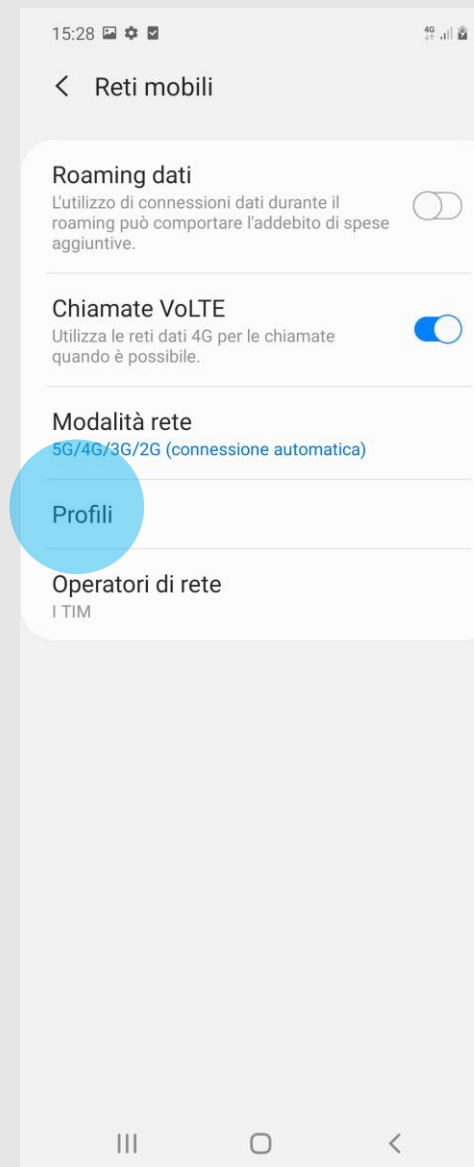 15:28
4G
Reti mobili
Roaming dati
L'utilizzo di connessioni dati durante il
roaming può comportare l'addebito di spese
aggiuntive.
Chiamate VoLTE
Utilizza le reti dati 4G per le chiamate
quando è possibile.
Modalità rete
5G/4G/3G/2G (connessione automatica)
Profili
Operatori di rete
I TIM